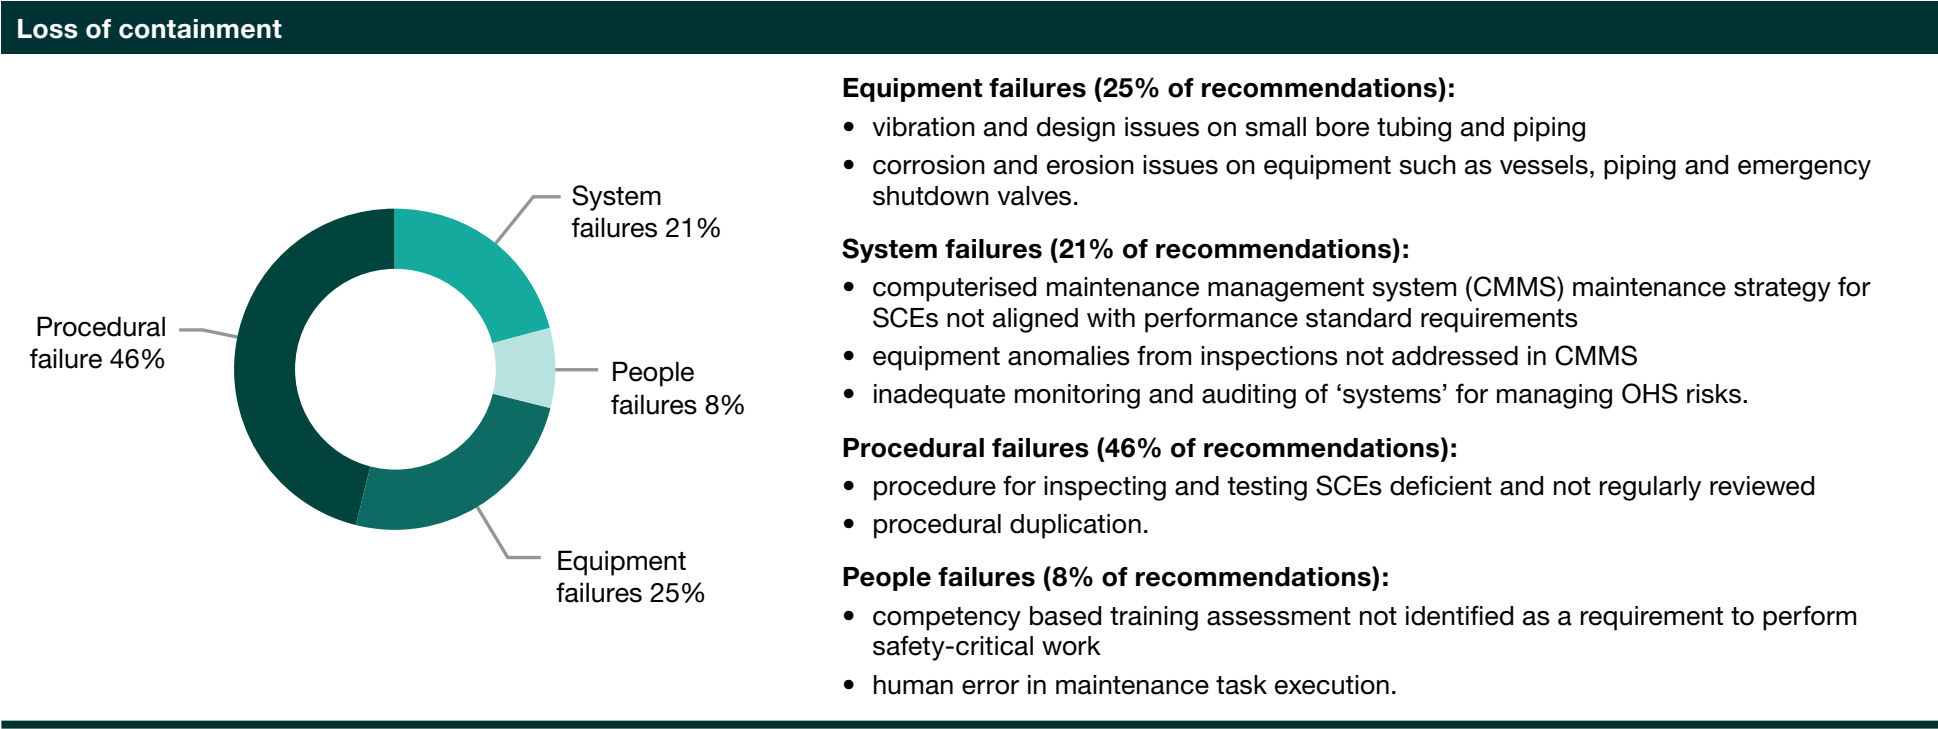 Loss of containment
System
failures 21%
People
failures 8%
Equipment
failures 25%
Procedural
failure 46%
Equipment failures (25% of recommendations):
• vibration and design issues on small bore tubing and piping
• corrosion and erosion issues on equipment such as vessels, piping and emergency
shutdown valves.
System failures (21% of recommendations):
• computerised maintenance management system (CMMS) maintenance strategy for
SCEs not aligned with performance standard requirements
• equipment anomalies from inspections not addressed in CMMS
• inadequate monitoring and auditing of ‘systems’ for managing OHS risks.
Procedural failures (46% of recommendations):
• procedure for inspecting and testing SCEs deficient and not regularly reviewed
• procedural duplication.
People failures (8% of recommendations):
• competency based training assessment not identified as a requirement to perform
safety-critical work
• human error in maintenance task execution.